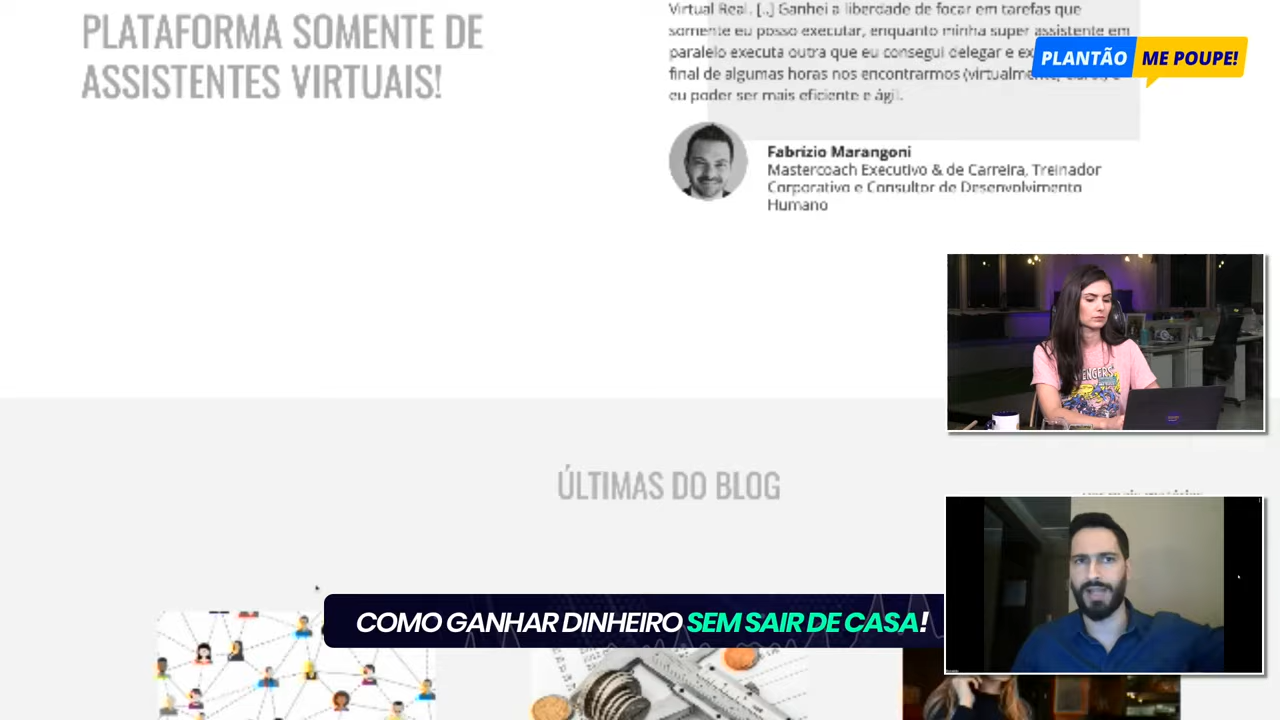 PLATAFORMA SOMENTE DE
ASSISTENTES VIRTUAIS!
Virtual Real. [..] Ganhei a liberdade de focar em tarefas que
somente eu posso executar, enquanto minha super assistente em
paralelo executa outra que eu consegui delegar e
final de algumas horas nos encontrarmos
eu poder ser mais eficiente e ágil.
PLANTÃO ME POUPE!
Fabrízio Marangoni
Mastercoach Executivo & de Carreira, Treinador
Corporativo e Consultor de Desenvolvimento
Humano
ÚLTIMAS DO BLOG
COMO GANHAR DINHEIRO SEM SAIR DE CASA!